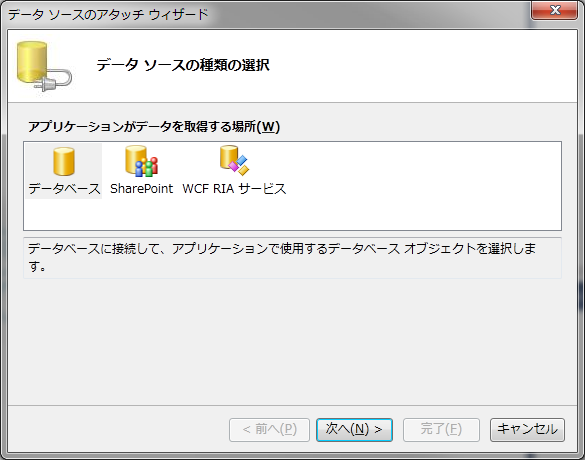 データ ソースのアタッチ ウィザード
データ ソースの種類の選択
アプリケーションがデータを取得する場所(W)
データベース SharePoint WCF RIA サービス
データベースに接続して、アプリケーションで使用するデータベース オブジェクトを選択しま
す。
< 前へ(P) 次へ(N) > 完了(F) キャンセル